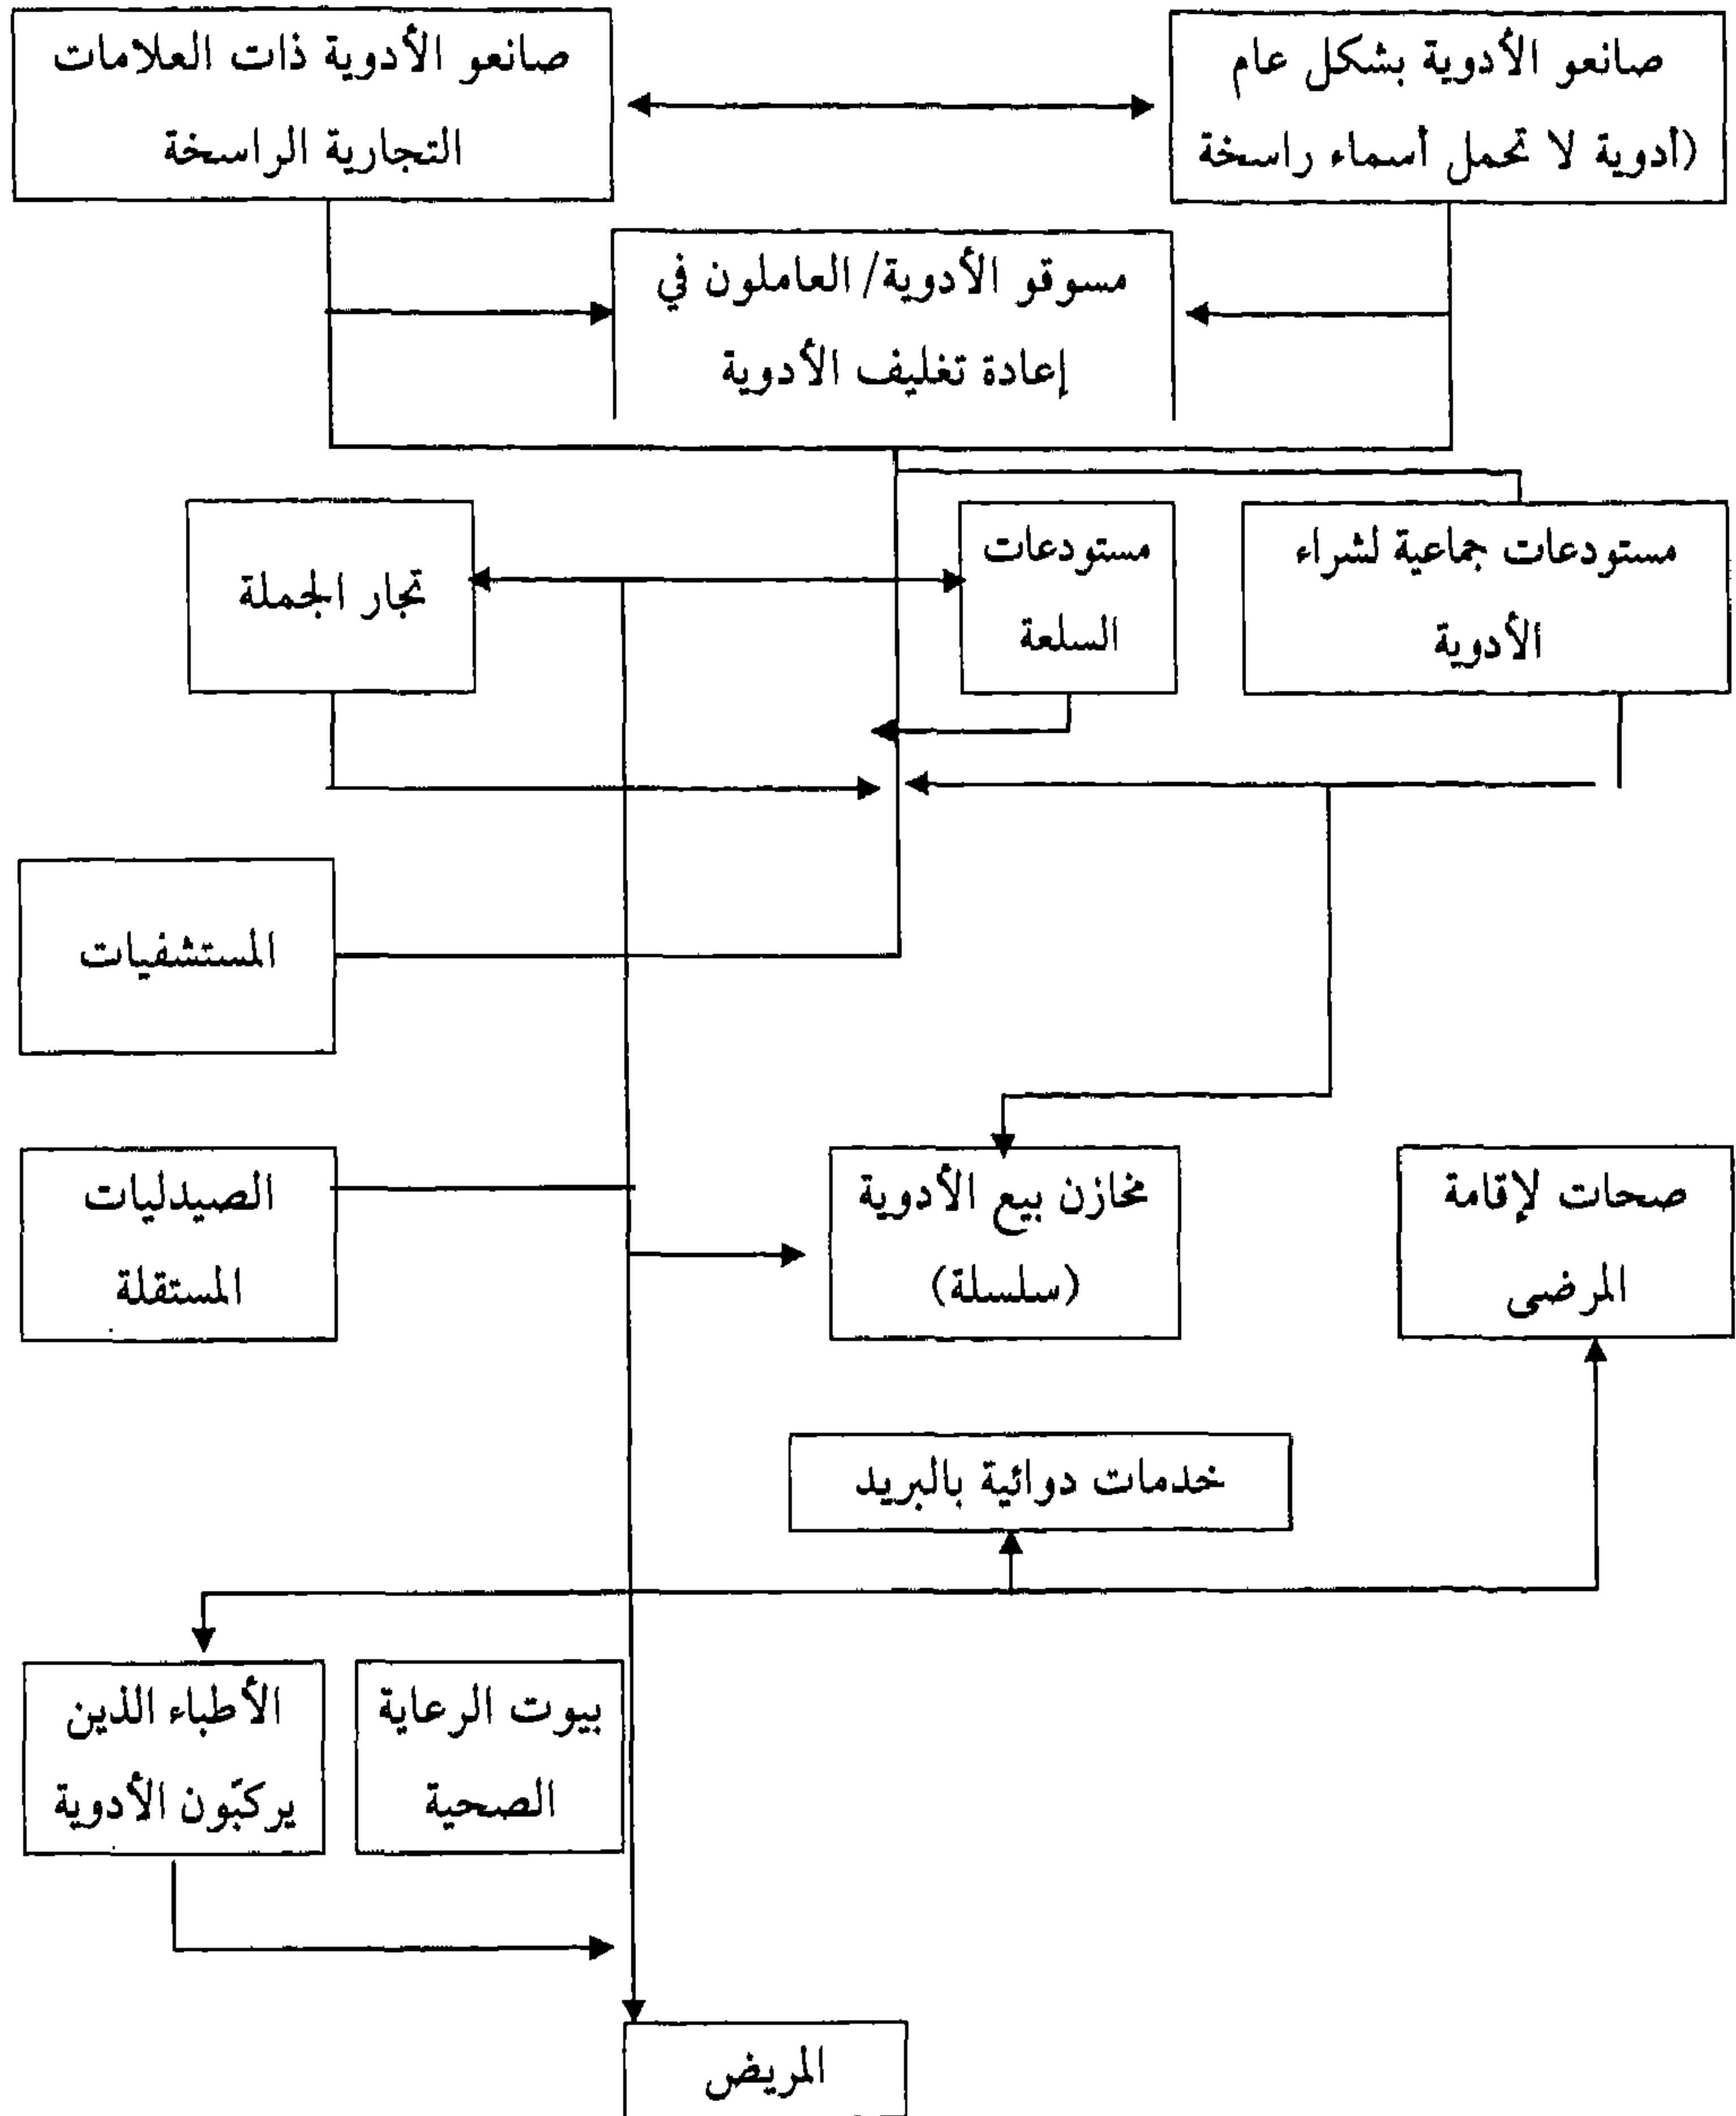 صانعو الأدوية بشكل عام
(أدوية لا تحمل أسماء راسخة
صانعو الأدوية ذات العلامات
التجارية الراسخة
مسوقو الأدوية/ العاملون في
إعادة تغليف الأدوية
مستودعات جماعية لشراء
الأدوية
مستودعات
السلعة
تجار الجملة
المستشفيات
صحات لإقامة
المرضى
مخازن بيع الأدوية
(سلسلة)
الصيدليات
المستقلة
خدمات دوائية بالبريد
بيوت الرعاية
الصحية
الأطباء الذين
يركبّون الأدوية
المريض